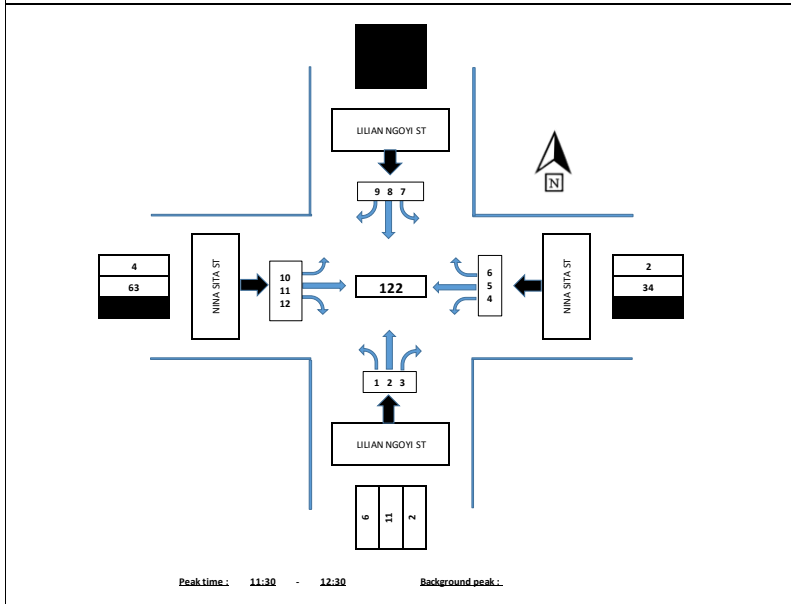 LILIAN NGOYI ST
N
9 8 7
4
63
NINA SITA ST
10
11
12
122
6
5
4
NINA SITA ST
2
34
1 2 3
LILIAN NGOYI ST
6 11 2
Peak time : 11:30 - 12:30 Background peak :